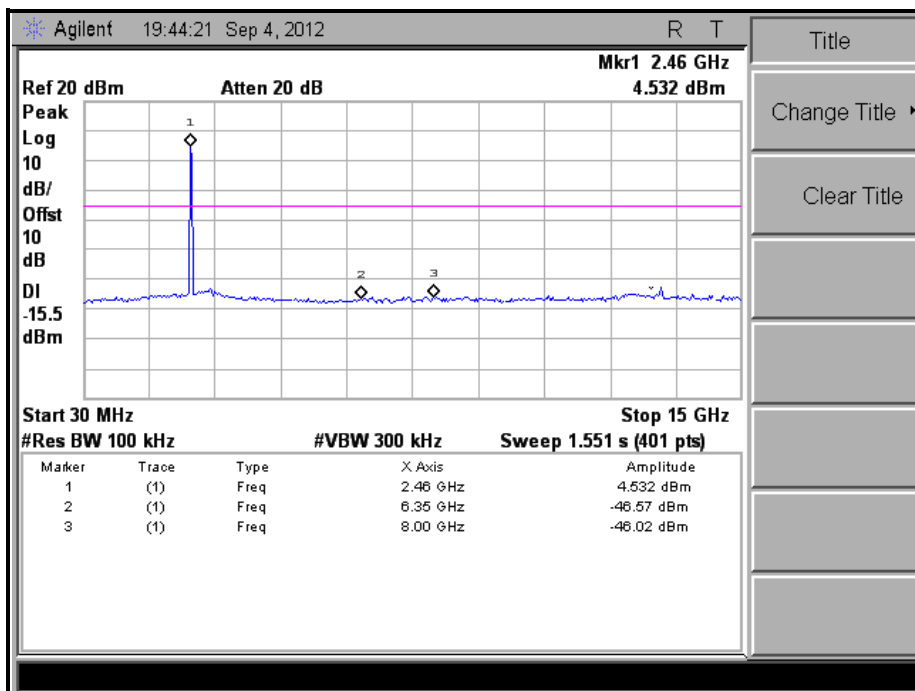 Agilent 19:44:21 Sep 4, 2012 R T
Title
Mkr1 2.46 GHz
Ref 20 dBm Atten 20 dB 4.532 dBm
Peak
Log
10
dB/
Offst
10
dB
DI
-15.5
dBm
1
2
3
Change Title
Clear Title
Start 30 MHz Stop 15 GHz
#Res BW 100 kHz #VBW 300 kHz Sweep 1.551 s (401 pts)
Marker Trace Type X Axis Amplitude
1 (1) Freq 2.46 GHz 4.532 dBm
2 (1) Freq 6.35 GHz -46.57 dBm
3 (1) Freq 8.00 GHz -46.02 dBm